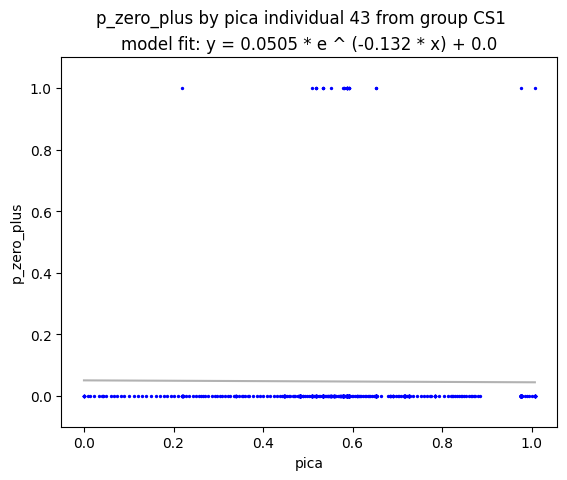 p_zero_plus by pica individual 43 from group CS1
model fit: y = 0.0505 * e ^ (-0.132 * x) + 0.0
1.0
0.8
0.6
0.4
0.2
0.0
p_zero_plus
0.0 0.2 0.4 0.6 0.8 1.0
pica